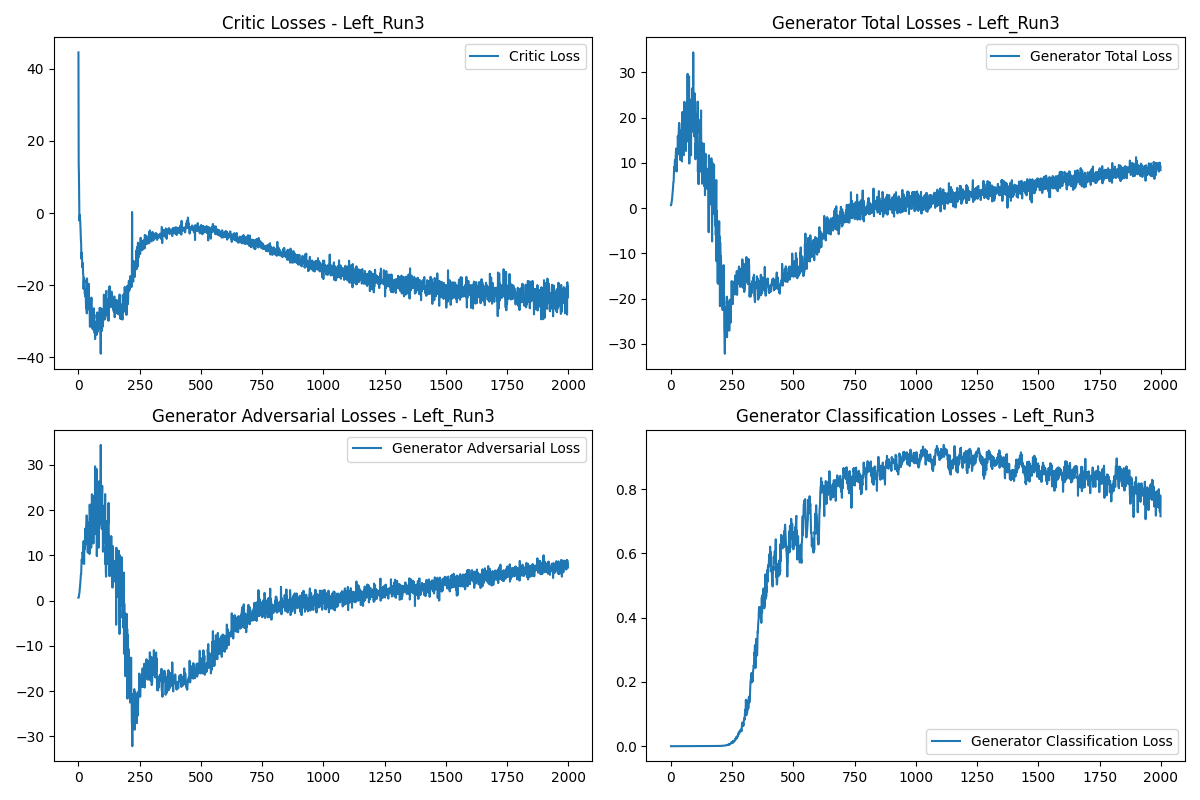 Critic Losses - Left_Run3
Critic Loss
40
20
0
−20
−40
0 250 500 750 1000 1250 1500 1750 2000
Generator Total Losses - Left_Run3
Generator Total Loss
30
20
10
0
−10
−20
−30
0 250 500 750 1000 1250 1500 1750 2000
Generator Adversarial Losses - Left_Run3
Generator Adversarial Loss
30
20
10
0
−10
−20
−30
0 250 500 750 1000 1250 1500 1750 2000
Generator Classification Losses - Left_Run3
0.8
0.6
0.4
0.2
0.0
Generator Classification Loss
0 250 500 750 1000 1250 1500 1750 2000